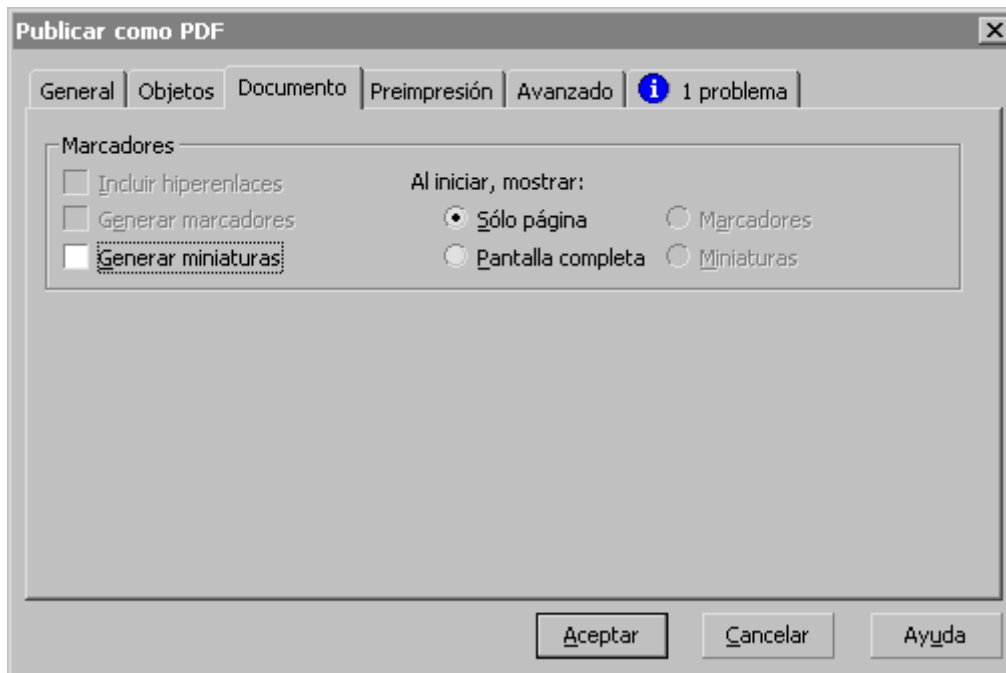 Publicar como PDF
General Objetos Documento Preimpresión Avanzado i 1 problema
Marcadores
Incluir hiperenlaces Al iniciar, mostrar:
Generar marcadores Sólo página Marcadores
Generar miniaturas Pantalla completa Miniaturas
Aceptar Cancelar Ayuda